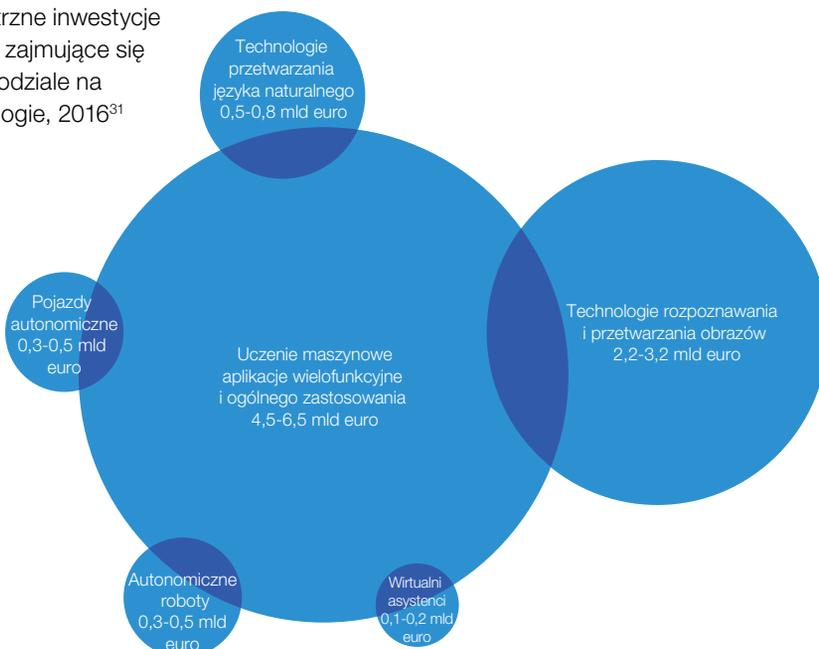 trzne inwestycje
zajmujące się
odziale na
ogie, 2016³¹
Technologie
przetwarzania
języka naturalnego
0,5-0,8 mld euro
Pojazdy
autonomiczne
0,3-0,5 mld
euro
Uczenie maszynowe
aplikacje wielofunkcyjne
i ogólnego zastosowania
4,5-6,5 mld euro
Technologie rozpoznawania
i przetwarzania obrazów
2,2-3,2 mld euro
Autonomiczne
roboty
0,3-0,5 mld
euro
Wirtualni
asystenci
0,1-0,2 mld
euro